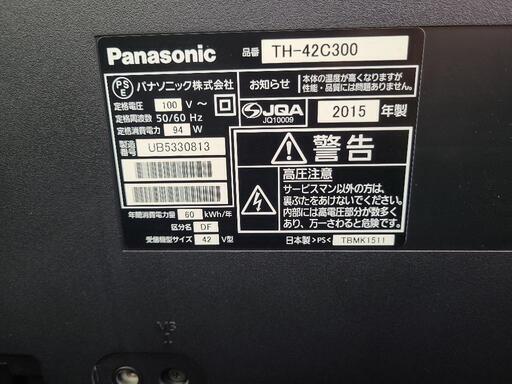 Panasonic
品番 TH-42C300
PS
E パナソニック株式会社
定格電圧 100 V ～
定格周波数 50/60 Hz
定格消費電力 94 W
製造番号 UB5330813
年間消費電力量 60 kWh/年
区分名 DF
受信機型サイズ 42 V型
お知らせ
本体の温度が高くなりますが
性能・品質には問題ありません。
JQA
JQ10009
2015 年製
警告
高圧注意
サービスマン以外の方は、
裏ぶたをあけないでください。
内部には高電圧部分が数多く
あり、万一さわると危険です。
日本製 >PS< TBMK1511